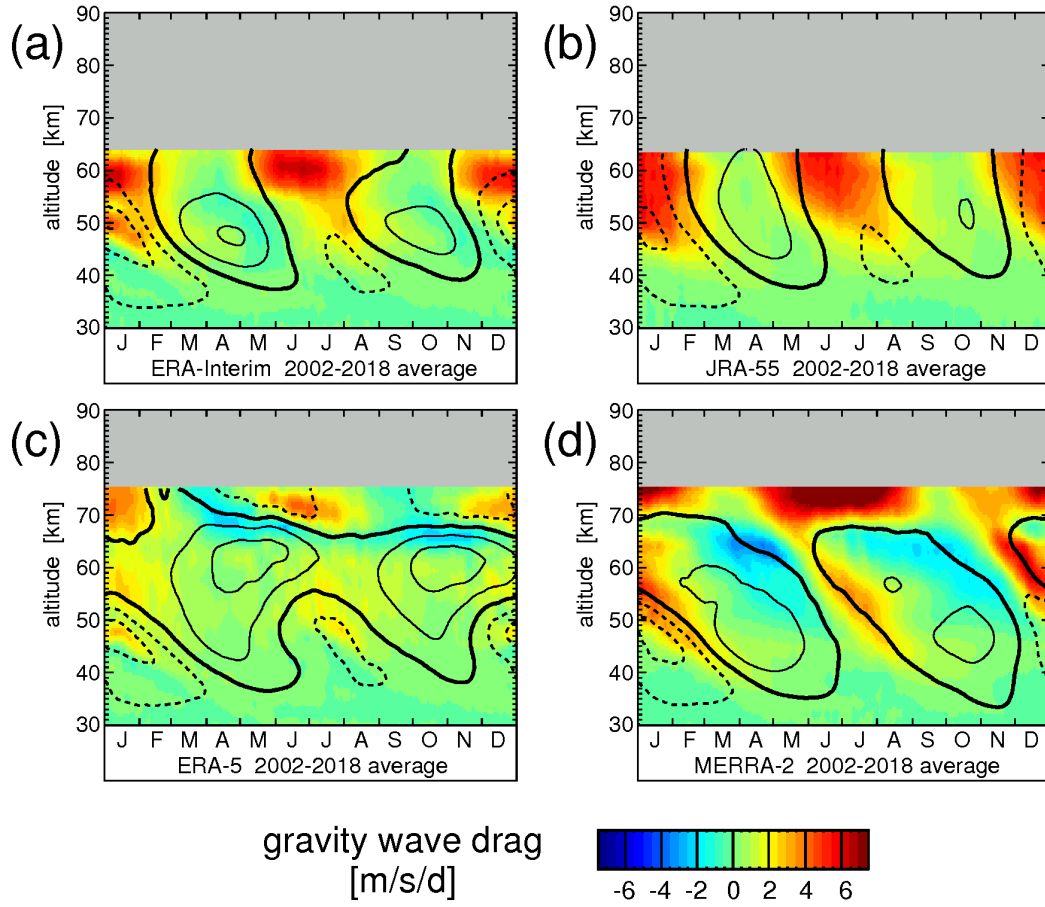 (a)
90
80
70
60
50
40
30
altitude [km]
J F M A M J J A S O N D
ERA-Interim 2002-2018 average
(b)
90
80
70
60
50
40
30
altitude [km]
J F M A M J J A S O N D
JRA-55 2002-2018 average
(c)
90
80
70
60
50
40
30
altitude [km]
J F M A M J J A S O N D
ERA-5 2002-2018 average
(d)
90
80
70
60
50
40
30
altitude [km]
J F M A M J J A S O N D
MERRA-2 2002-2018 average
gravity wave drag
[m/s/d]
-6 -4 -2 0 2 4 6